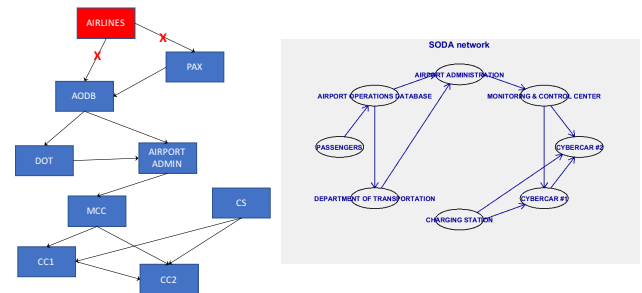 AIRLINES
X
X
PAX
AODB
DOT
AIRPORT
ADMIN
MCC
CS
CC1
CC2
SODA network
AIRPORT ADMINISTRATION
AIRPORT OPERATIONS DATABASE
MONITORING & CONTROL CENTER
PASSENGERS
CYBERCAR #2
DEPARTMENT OF TRANSPORTATION
CYBERCAR #1
CHARGING STATION